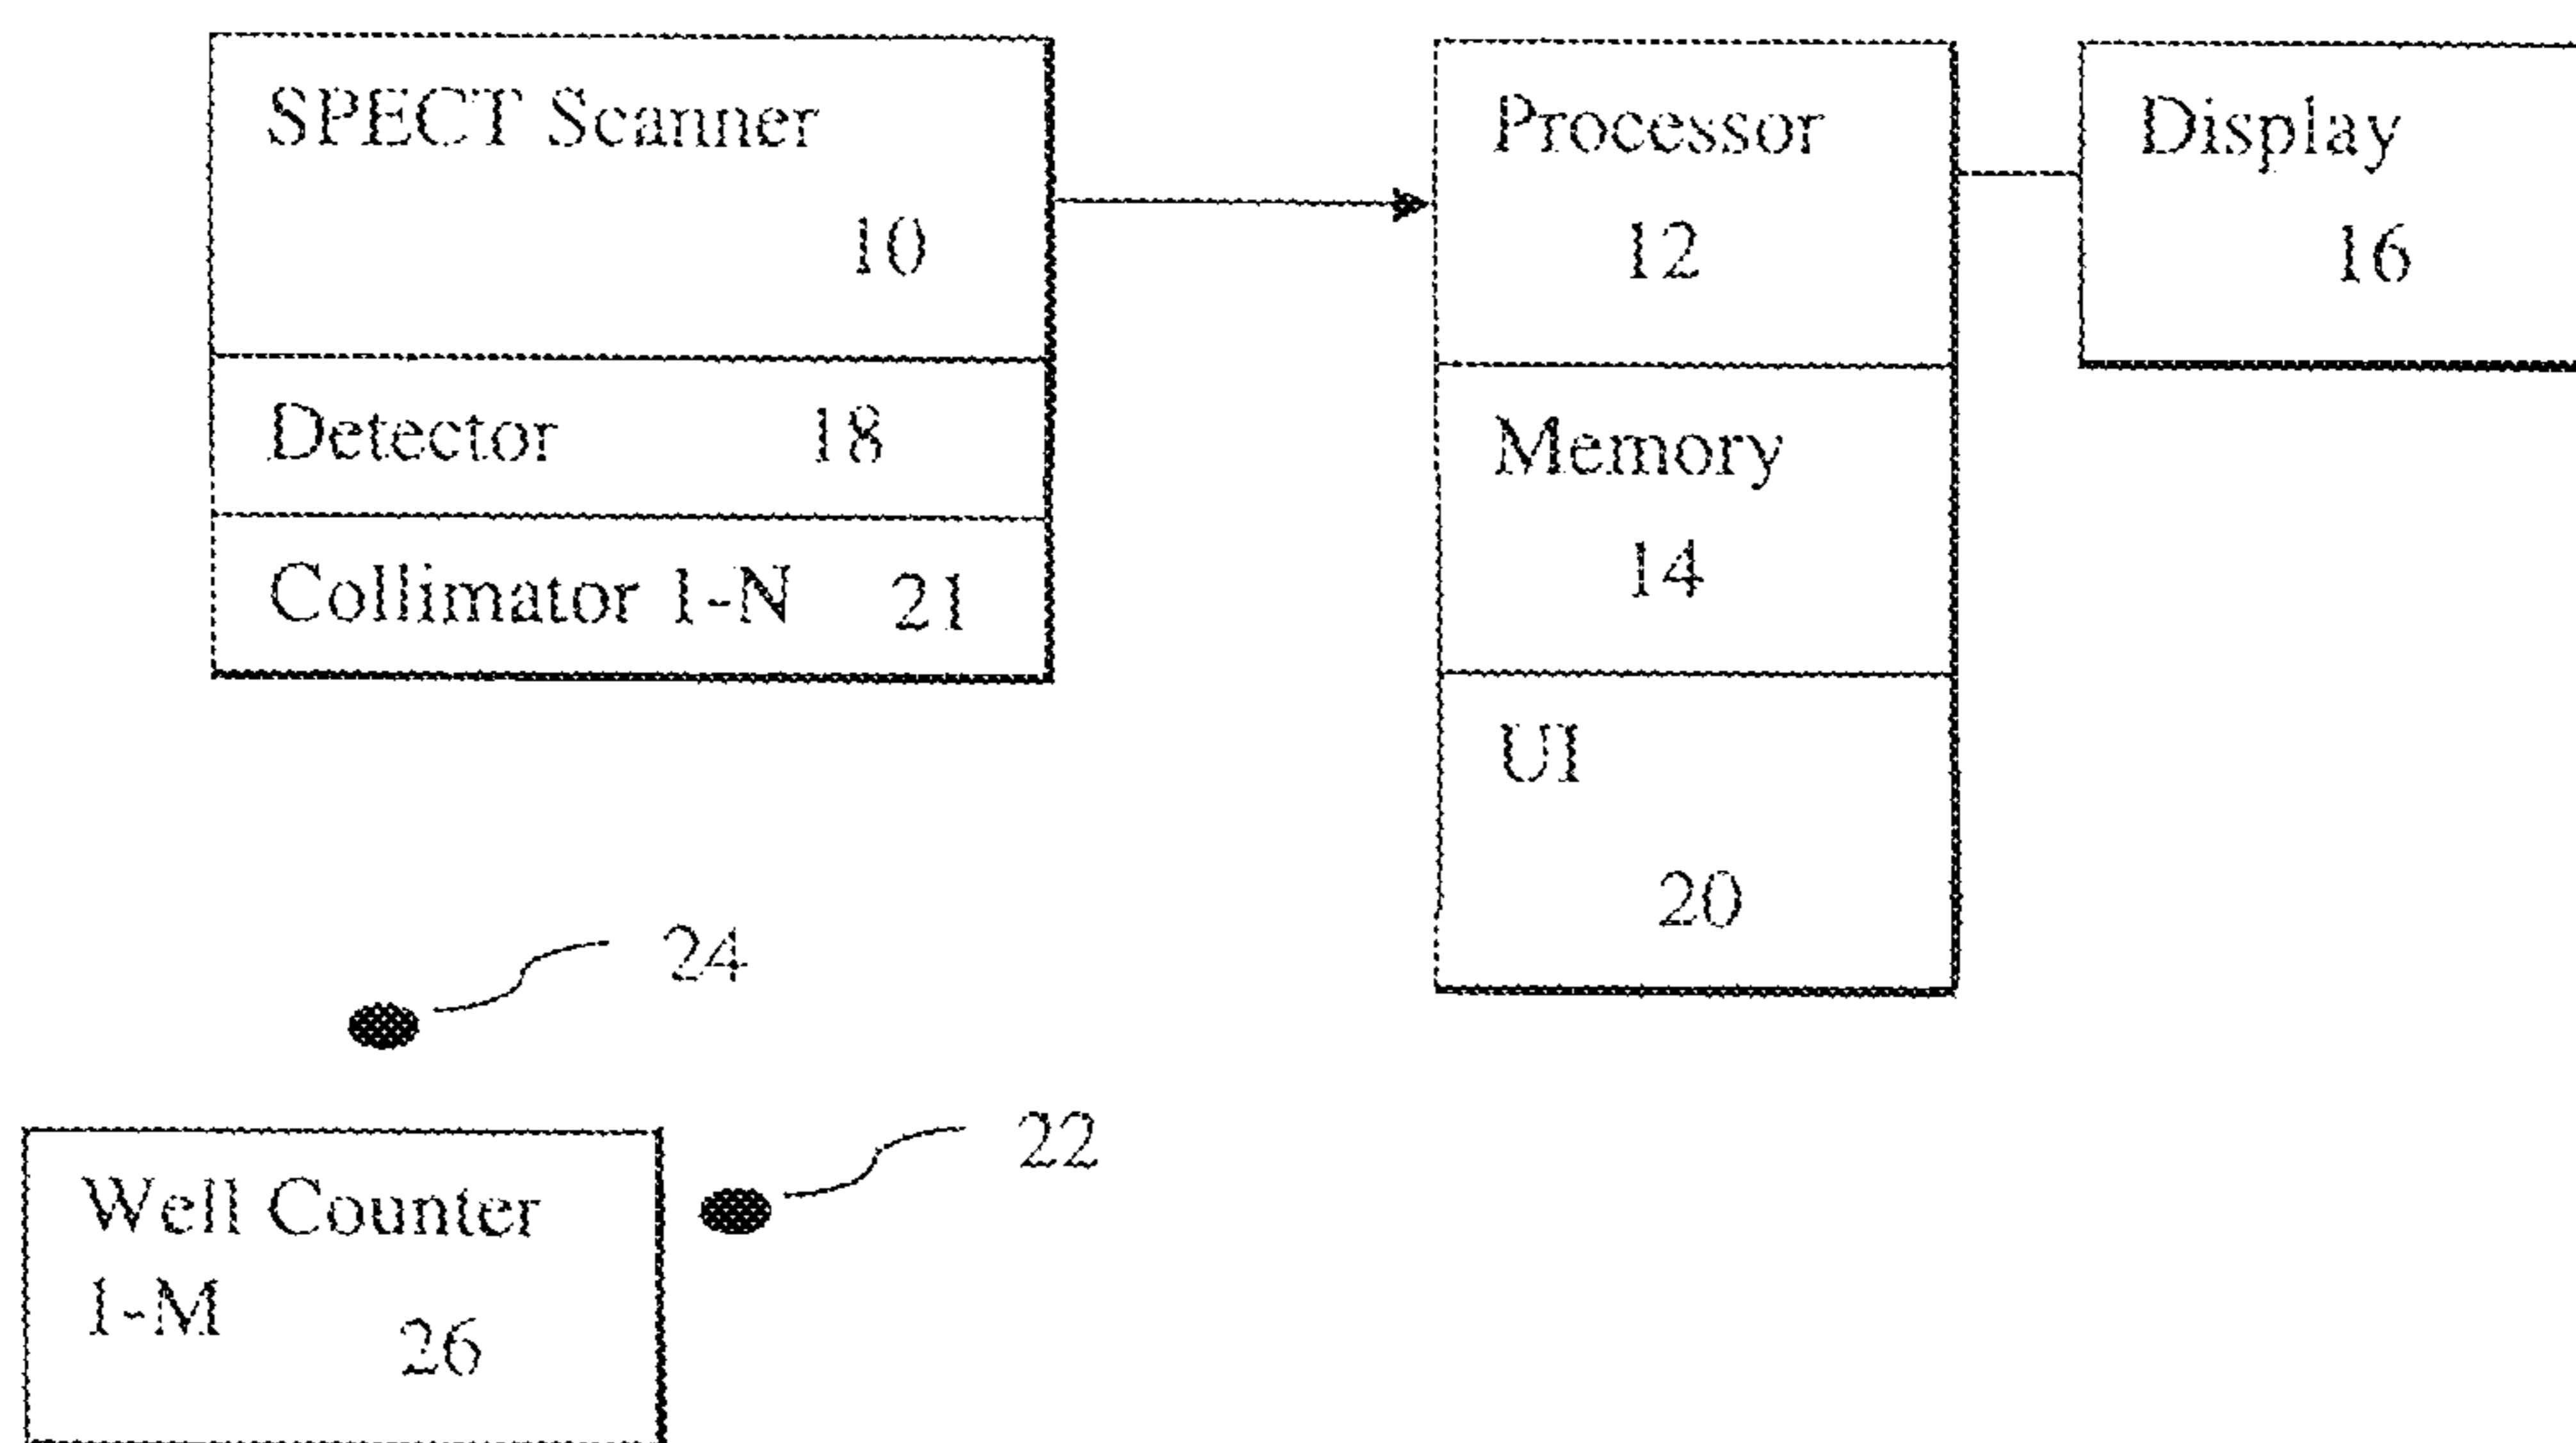 SPECT Scanner
10
Detector 18
Collimator 1-N 21
Processor
12
Memory
14
UI
20
Display
16
24
22
Well Counter
1-M
26